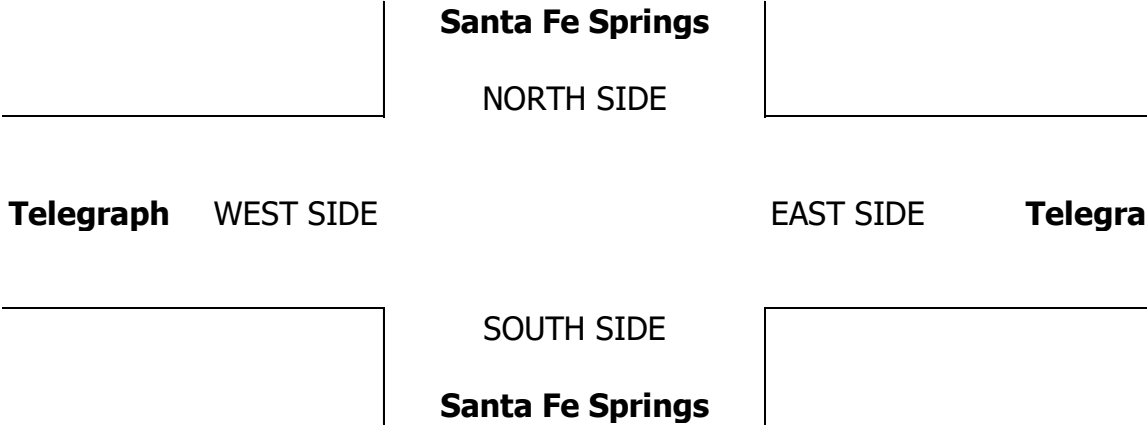 Santa Fe Springs
NORTH SIDE
Telegraph WEST SIDE EAST SIDE Telegra
SOUTH SIDE
Santa Fe Springs